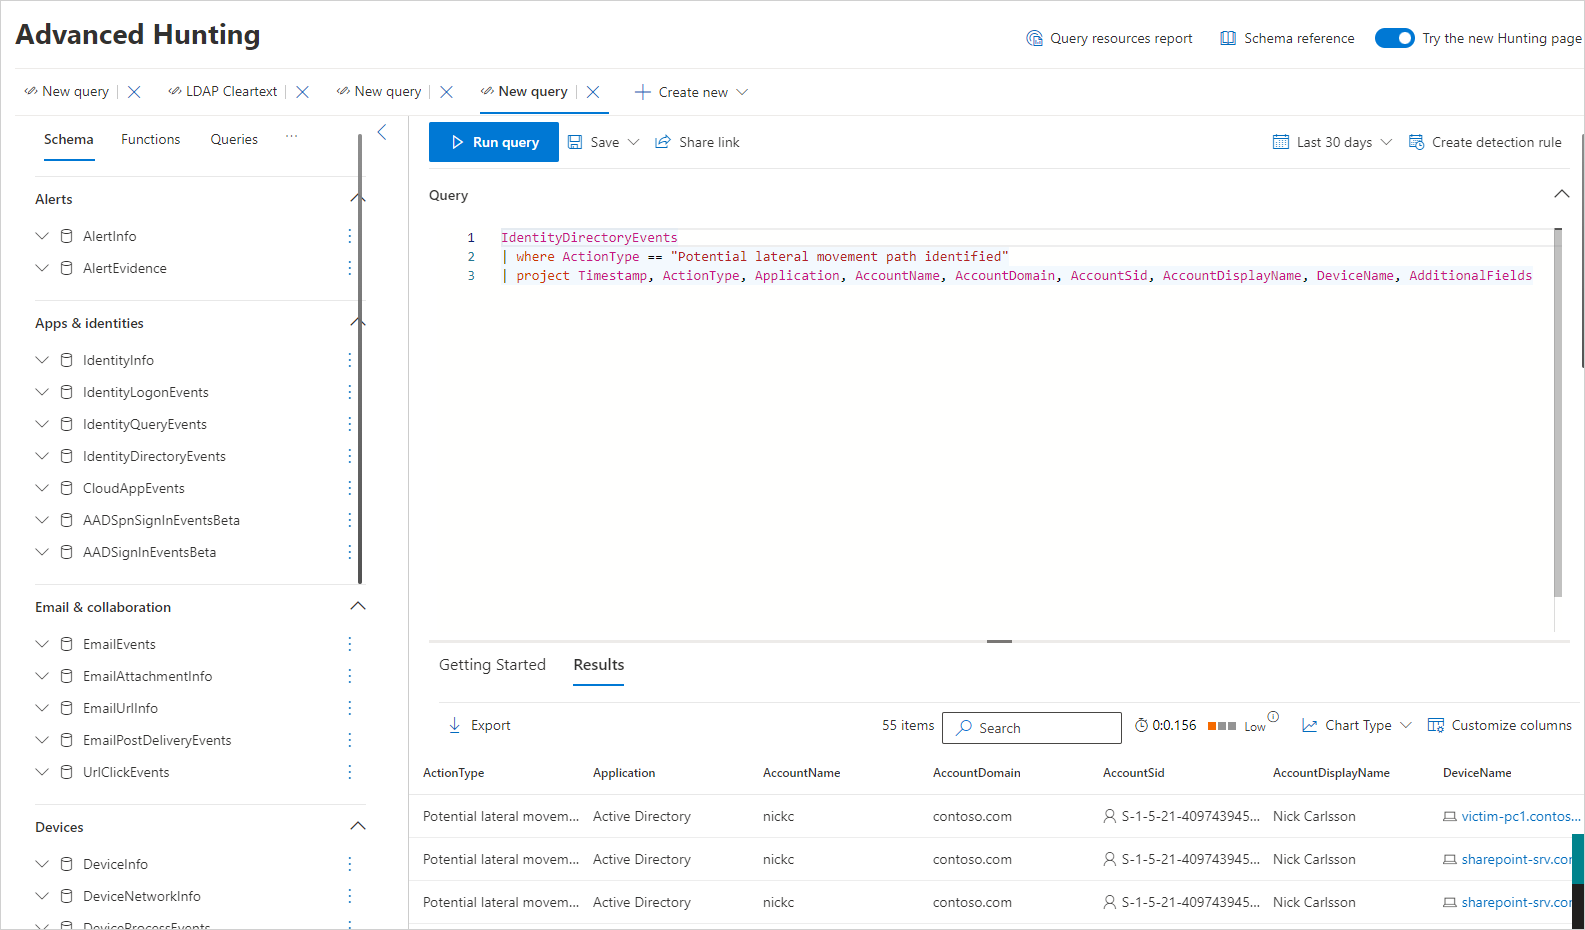 Advanced Hunting
Query resources report
Schema reference
Try the new Hunting page
New query
LDAP Cleartext
New query
New query
Create new
Schema
Functions
Queries
...
Run query
Save
Share link
Last 30 days
Create detection rule
Query
1 IdentityDirectoryEvents
2 | where ActionType == "Potential lateral movement path identified"
3 | project Timestamp, ActionType, Application, AccountName, AccountDomain, AccountSid, AccountDisplayName, DeviceName, AdditionalFields
Alerts
AlertInfo
AlertEvidence
Apps & identities
IdentityInfo
IdentityLogonEvents
IdentityQueryEvents
IdentityDirectoryEvents
CloudAppEvents
AADSpnSignInEventsBeta
AADSignInEventsBeta
Email & collaboration
EmailEvents
EmailAttachmentInfo
EmailUrlInfo
EmailPostDeliveryEvents
UrlClickEvents
Devices
DeviceInfo
DeviceNetworkInfo
DeviceProcessEvents
Getting Started
Results
Export
55 items
Search
0:0.156
Low
Chart Type
Customize columns
ActionType Application AccountName AccountDomain AccountSid AccountDisplayName DeviceName
Potential lateral movem... Active Directory nickc contoso.com S-1-5-21-409743945... Nick Carlsson victim-pc1.contos...
Potential lateral movem... Active Directory nickc contoso.com S-1-5-21-409743945... Nick Carlsson sharepoint-srv.cor
Potential lateral movem... Active Directory nickc contoso.com S-1-5-21-409743945... Nick Carlsson sharepoint-srv.cor